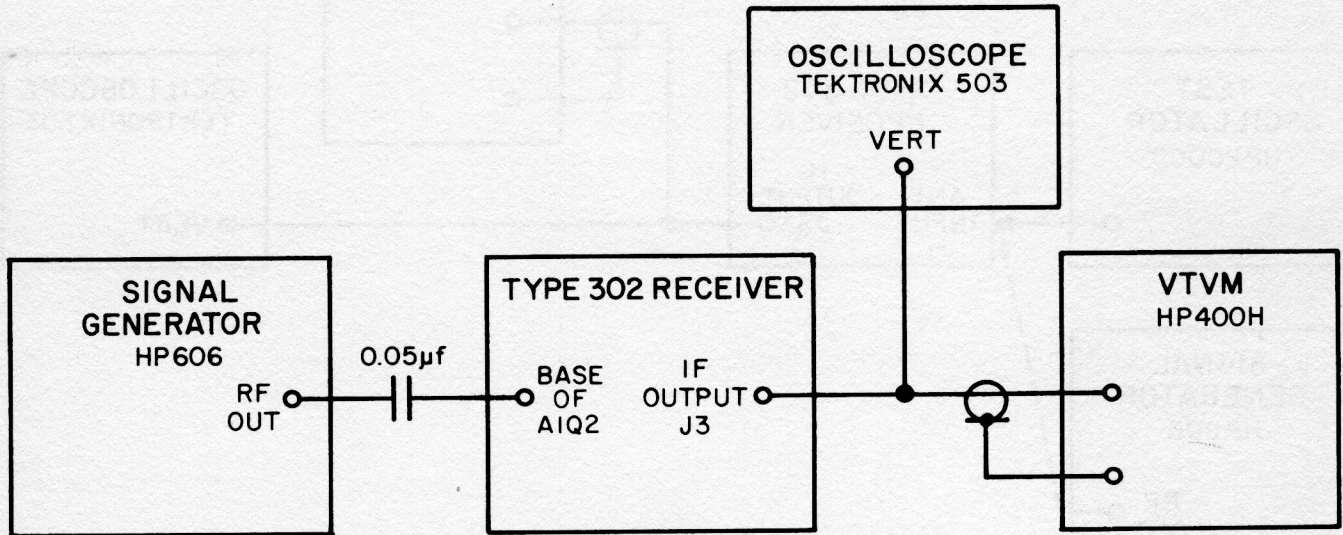 OSCILLOSCOPE
TEKTRONIX 503
VERT
SIGNAL
GENERATOR
HP606
RF
OUT
0.05µf
TYPE 302 RECEIVER
BASE
OF
A1Q2
IF
OUTPUT
J3
VTVM
HP400H